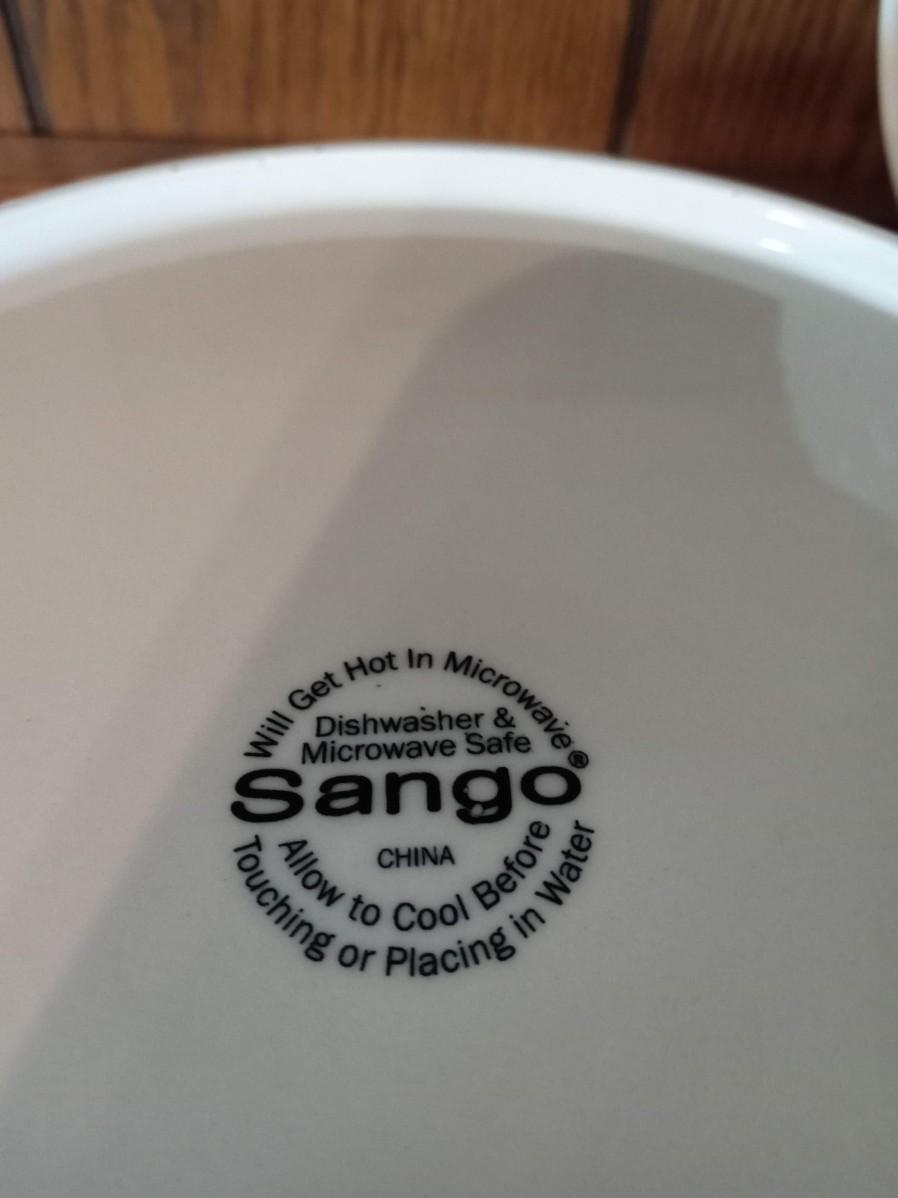 Will Get Hot In Microwave
Dishwasher &
Microwave Safe
Sango®
CHINA
Allow to Cool Before
Touching or Placing in Water